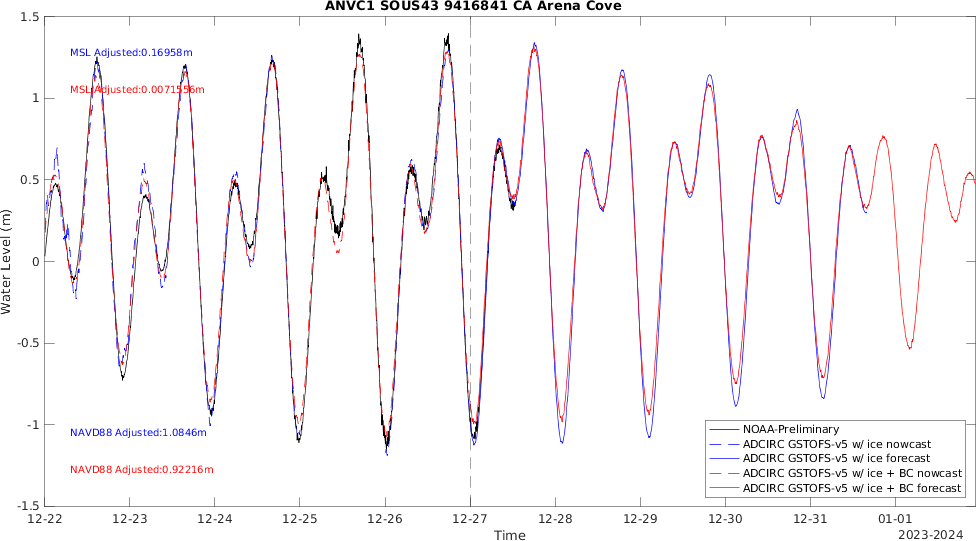 ANVC1 SOUS43 9416841 CA Arena Cove
1.5
MSL Adjusted:0.16958m
1
MSL Adjusted:0.0071556m
0.5
Water Level (m)
0
-0.5
-1
NAVD88 Adjusted:1.0846m
NAVD88 Adjusted:0.92216m
-1.5
NOAA-Preliminary
ADCIRC GSTOFS-v5 w/ ice nowcast
ADCIRC GSTOFS-v5 w/ ice forecast
ADCIRC GSTOFS-v5 w/ ice + BC nowcast
ADCIRC GSTOFS-v5 w/ ice + BC forecast
12-22 12-23 12-24 12-25 12-26 12-27 12-28 12-29 12-30 12-31 01-01
Time
2023-2024